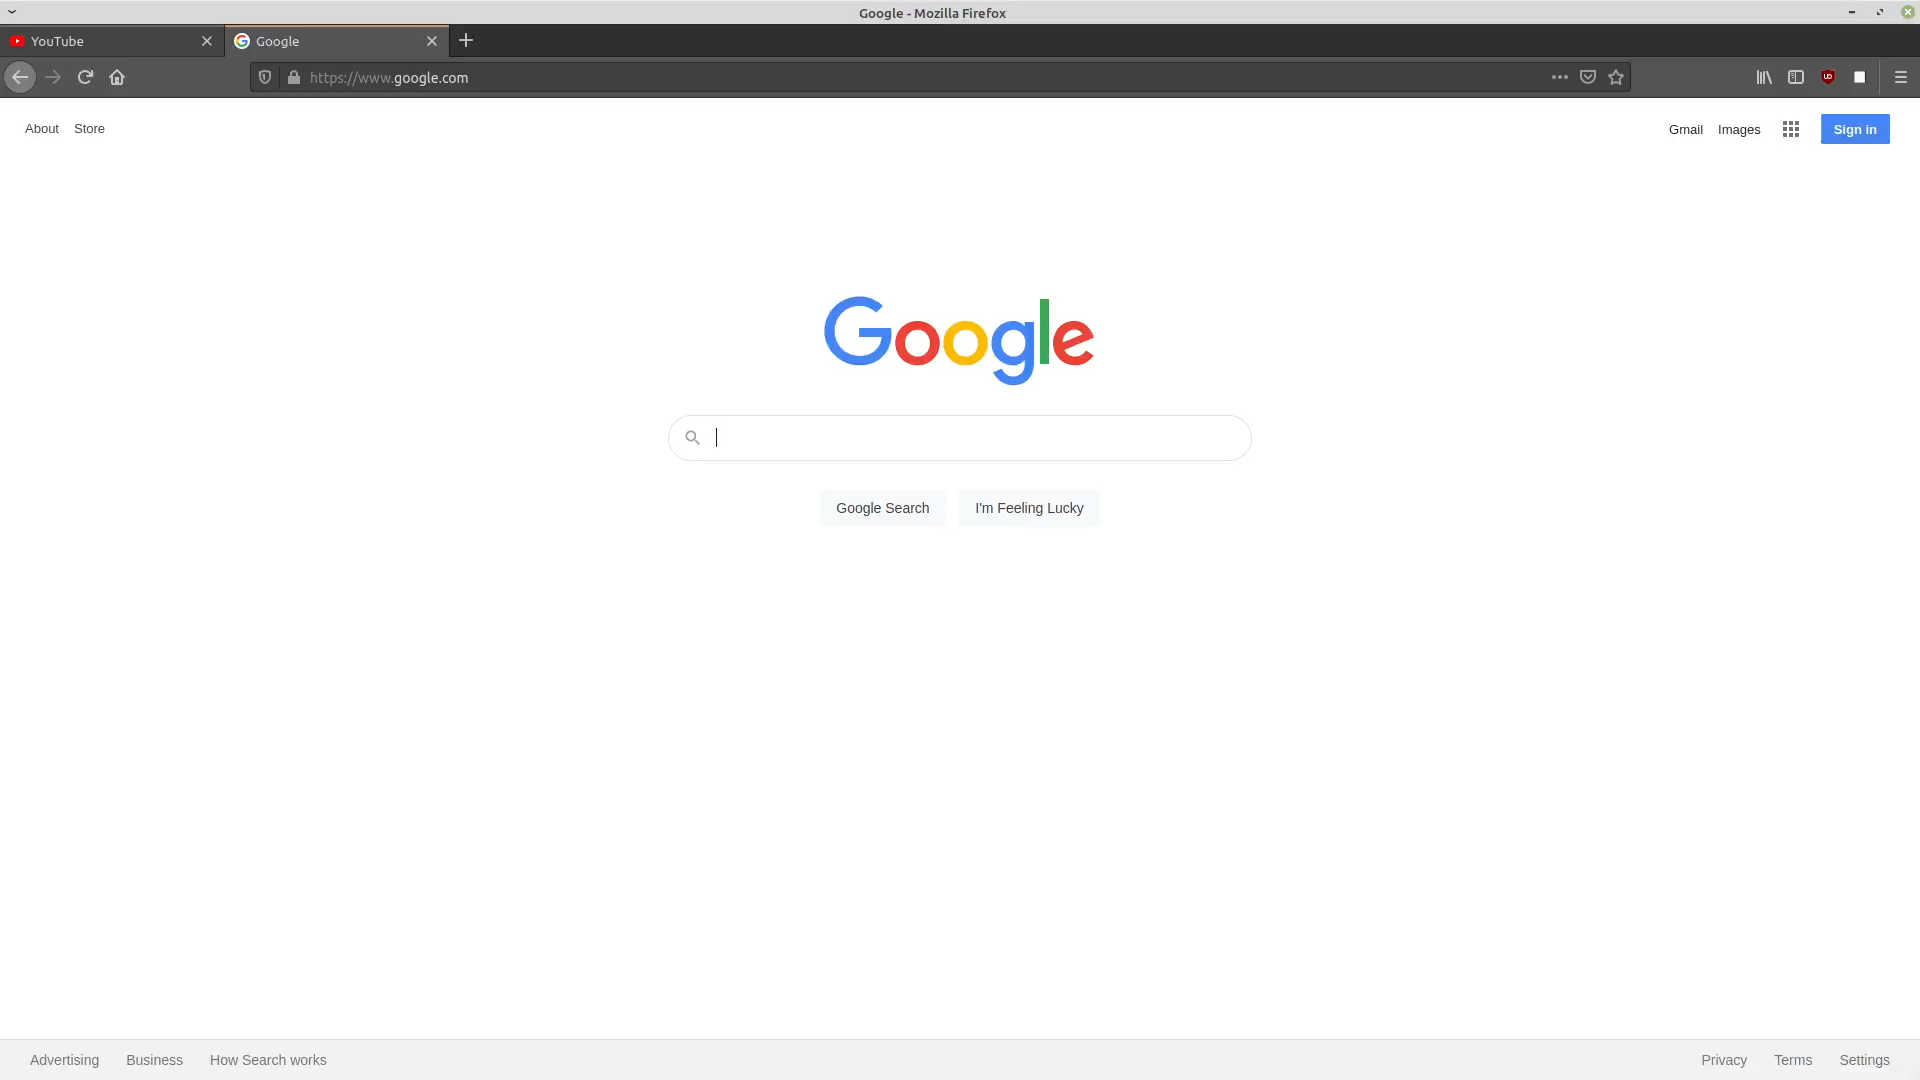 Google - Mozilla Firefox
YouTube
Google
https://www.google.com
About Store
Gmail Images Sign in
Google
Google Search I'm Feeling Lucky
Advertising Business How Search works
Privacy Terms Settings